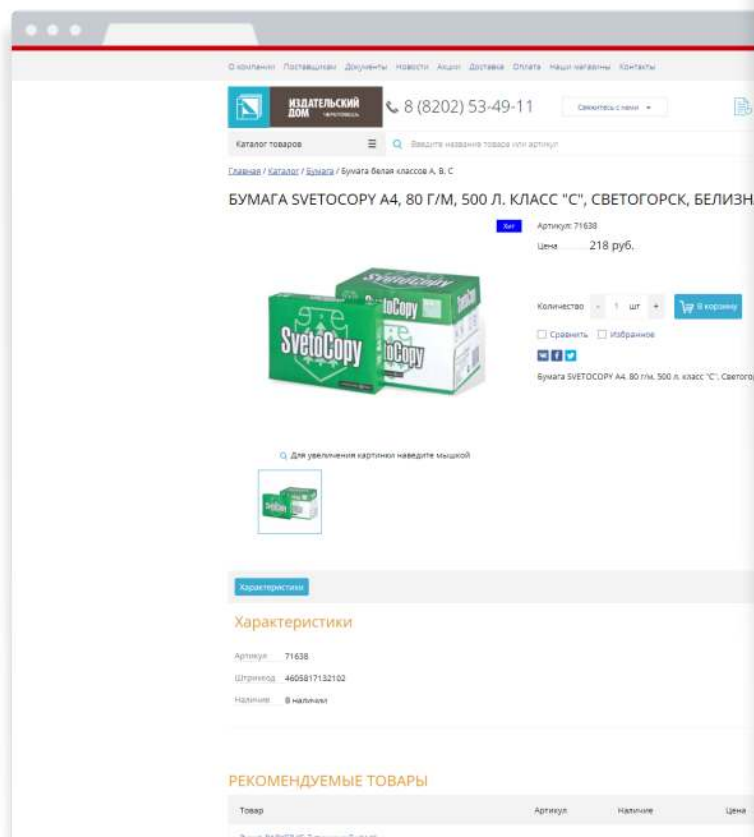 О компании Поставщикам Документы Новости Акции Доставка Оплата Наши магазины Контакты
ИЗДАТЕЛЬСКИЙ
ДОМ ЧЕРЕПОВЕЦЪ
8 (8202) 53-49-11
Свяжитесь с нами
Каталог товаров
Введите название товара или артикул
Главная / Каталог / Бумага / Бумага белая классов А, В, С
БУМАГА SVETOCOPY А4, 80 Г/М, 500 Л. КЛАСС "С", СВЕТОГОРСК, БЕЛИЗН
Хит
Артикул: 71638
Цена 218 руб.
SvetoCopy
SvetoCopy
Количество - 1 шт +
В корзину
Сравнить Избранное
Бумага SVETOCOPY А4, 80 г/м, 500 л. класс "С", Светого
Для увеличения картинки наведите мышкой
SvetoCopy
Характеристики
Характеристики
Артикул 71638
Штрихкод 4605817132102
Наличие В наличии
РЕКОМЕНДУЕМЫЕ ТОВАРЫ
Товар Артикул Наличие Цена